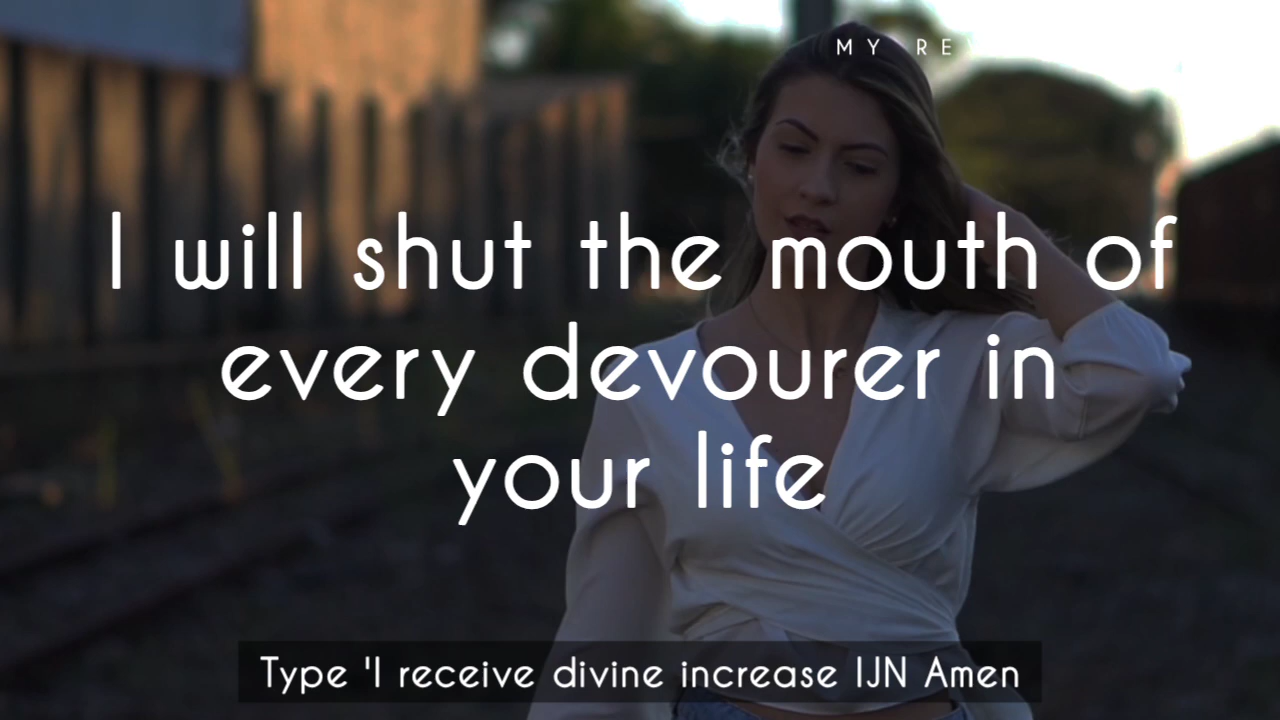 MY RE
I will shut the mouth of
every devourer in
your life
Type 'I receive divine increase IJN Amen